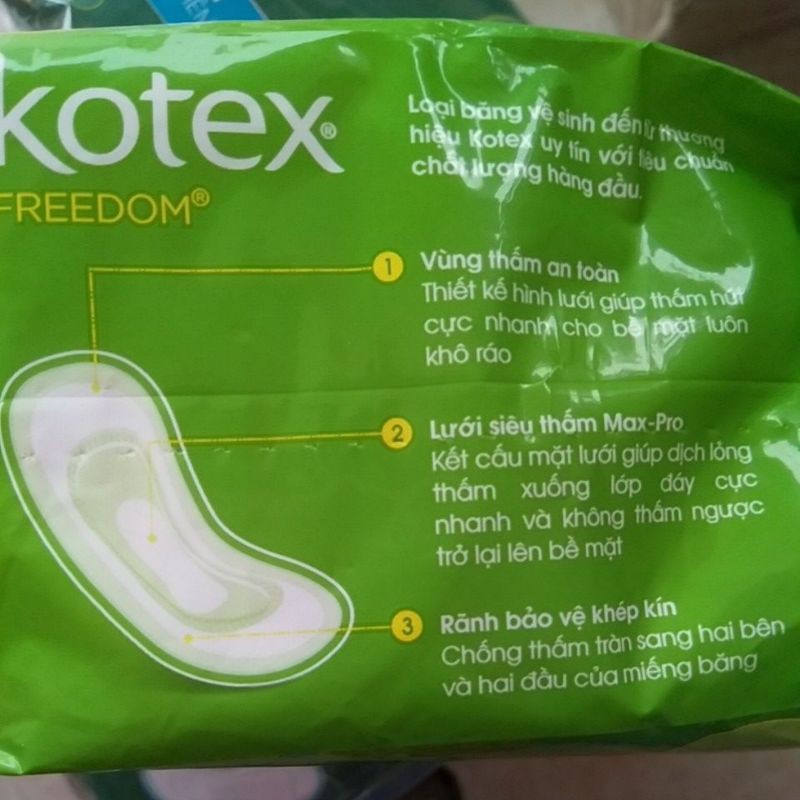 kotex®
FREEDOM®
Loại băng vệ sinh đến từ thương
hiệu Kotex uy tín với tiêu chuẩn
chất lượng hàng đầu.
1 Vùng thấm an toàn
Thiết kế hình lưới giúp thấm hút
cực nhanh cho bề mặt luôn
khô ráo
2 Lưới siêu thấm Max-Pro
Kết cấu mặt lưới giúp dịch lỏng
thấm xuống lớp đáy cực
nhanh và không thấm ngược
trở lại lên bề mặt
3 Rãnh bảo vệ khép kín
Chống thấm tràn sang hai bên
và hai đầu của miếng băng